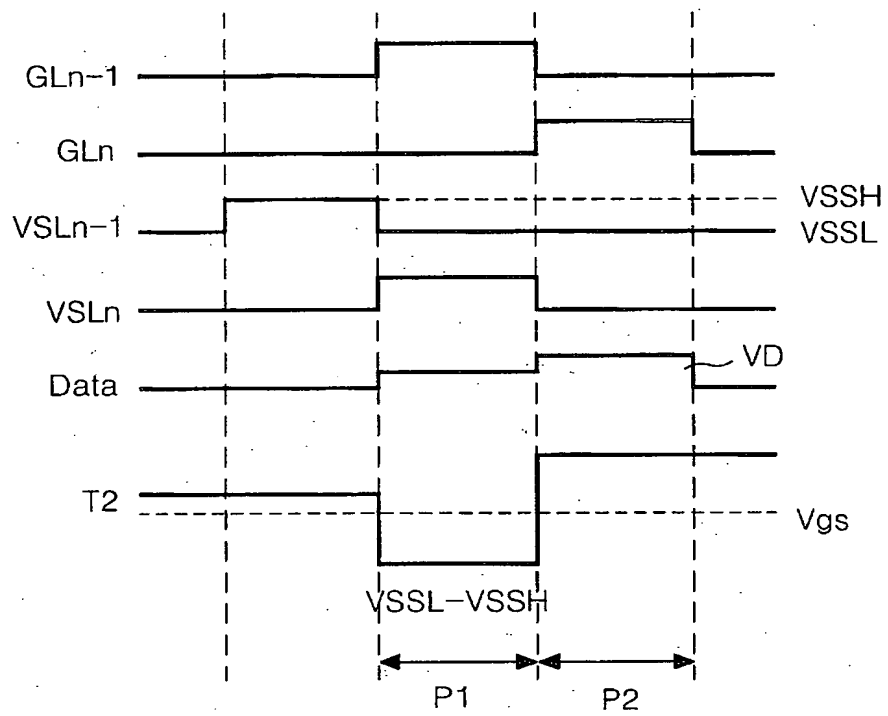 GLn-1
GLn
VSSH
VSLn-1
VSSL
VSLn
VD
Data
T2
Vgs
VSSL-VSSH
P1
P2